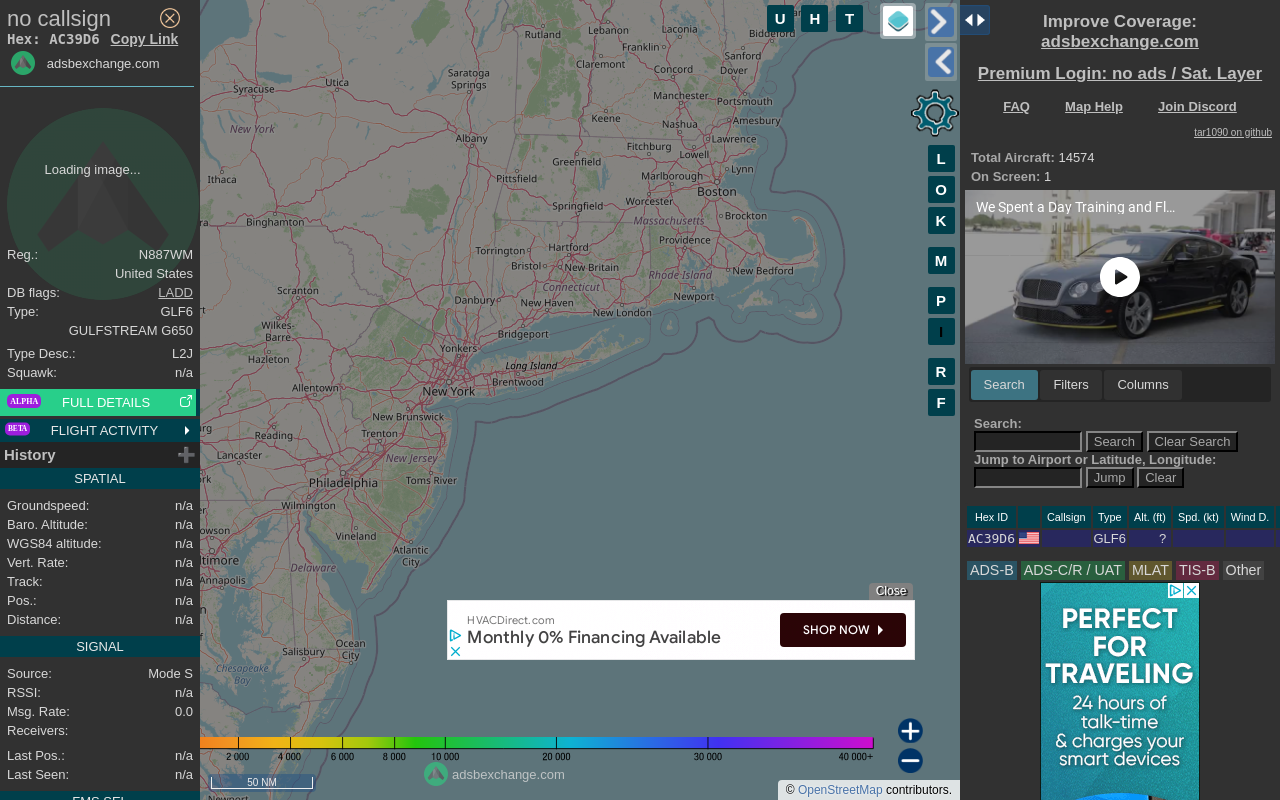 no callsign
Hex: AC39D6 Copy Link
adsbexchange.com
Loading image...
Reg.: N887WM
United States
DB flags: LADD
Type: GLF6
GULFSTREAM G650
Type Desc.: L2J
Squawk: n/a
ALPHA FULL DETAILS
BETA FLIGHT ACTIVITY
History
SPATIAL
Groundspeed: n/a
Baro. Altitude: n/a
WGS84 altitude: n/a
Vert. Rate: n/a
Track: n/a
Pos.: n/a
Distance: n/a
SIGNAL
Source: Mode S
RSSI: n/a
Msg. Rate: 0.0
Receivers:
Last Pos.: n/a
Last Seen: n/a
FMS SEL
U H T
L
O
K
M
P
I
R
F
Rutland
Lebanon
Laconia
Biddeford
Franklin
Claremont
Sanford
Concord
Dover
Saratoga
Springs
Utica
Syracuse
Manchester
Portsmouth
Keene
Nashua
Amesbury
New York
Albany
Lawrence
Fitchburg
Lowell
Greenfield
Lynn
Ithaca
Marlborough
Boston
Springfield
Worcester
Binghamton
Massachusetts
Brockton
Providence
Torrington
Hartford
Bristol
New Britain
Rhode Island
New Bedford
Connecticut
Scranton
Danbury
New Haven
Newport
New London
Wilkes-
Barre
Bridgeport
Yonkers
Hazleton
Long Island
Brentwood
Allentown
New York
New Brunswick
Reading
Trenton
Lancaster
New Jersey
Philadelphia
Toms River
Wilmington
Vineland
Atlantic
City
Annapolis
Delaware
Salisbury
Ocean
City
Chesapeake
Bay
Close
HVACDirect.com
Monthly 0% Financing Available
SHOP NOW
2 000 4 000 6 000 8 000 10 000 20 000 30 000 40 000+
adsbexchange.com
50 NM
© OpenStreetMap contributors.
Improve Coverage:
adsbexchange.com
Premium Login: no ads / Sat. Layer
FAQ Map Help Join Discord
tar1090 on github
Total Aircraft: 14574
On Screen: 1
We Spent a Day Training and Fl...
Search Filters Columns
Search:
Search Clear Search
Jump to Airport or Latitude, Longitude:
Jump Clear
Hex ID Callsign Type Alt. (ft) Spd. (kt) Wind D.
AC39D6 GLF6 ?
ADS-B ADS-C/R / UAT MLAT TIS-B Other
PERFECT
FOR
TRAVELING
24 hours of
talk-time
& charges your
smart devices